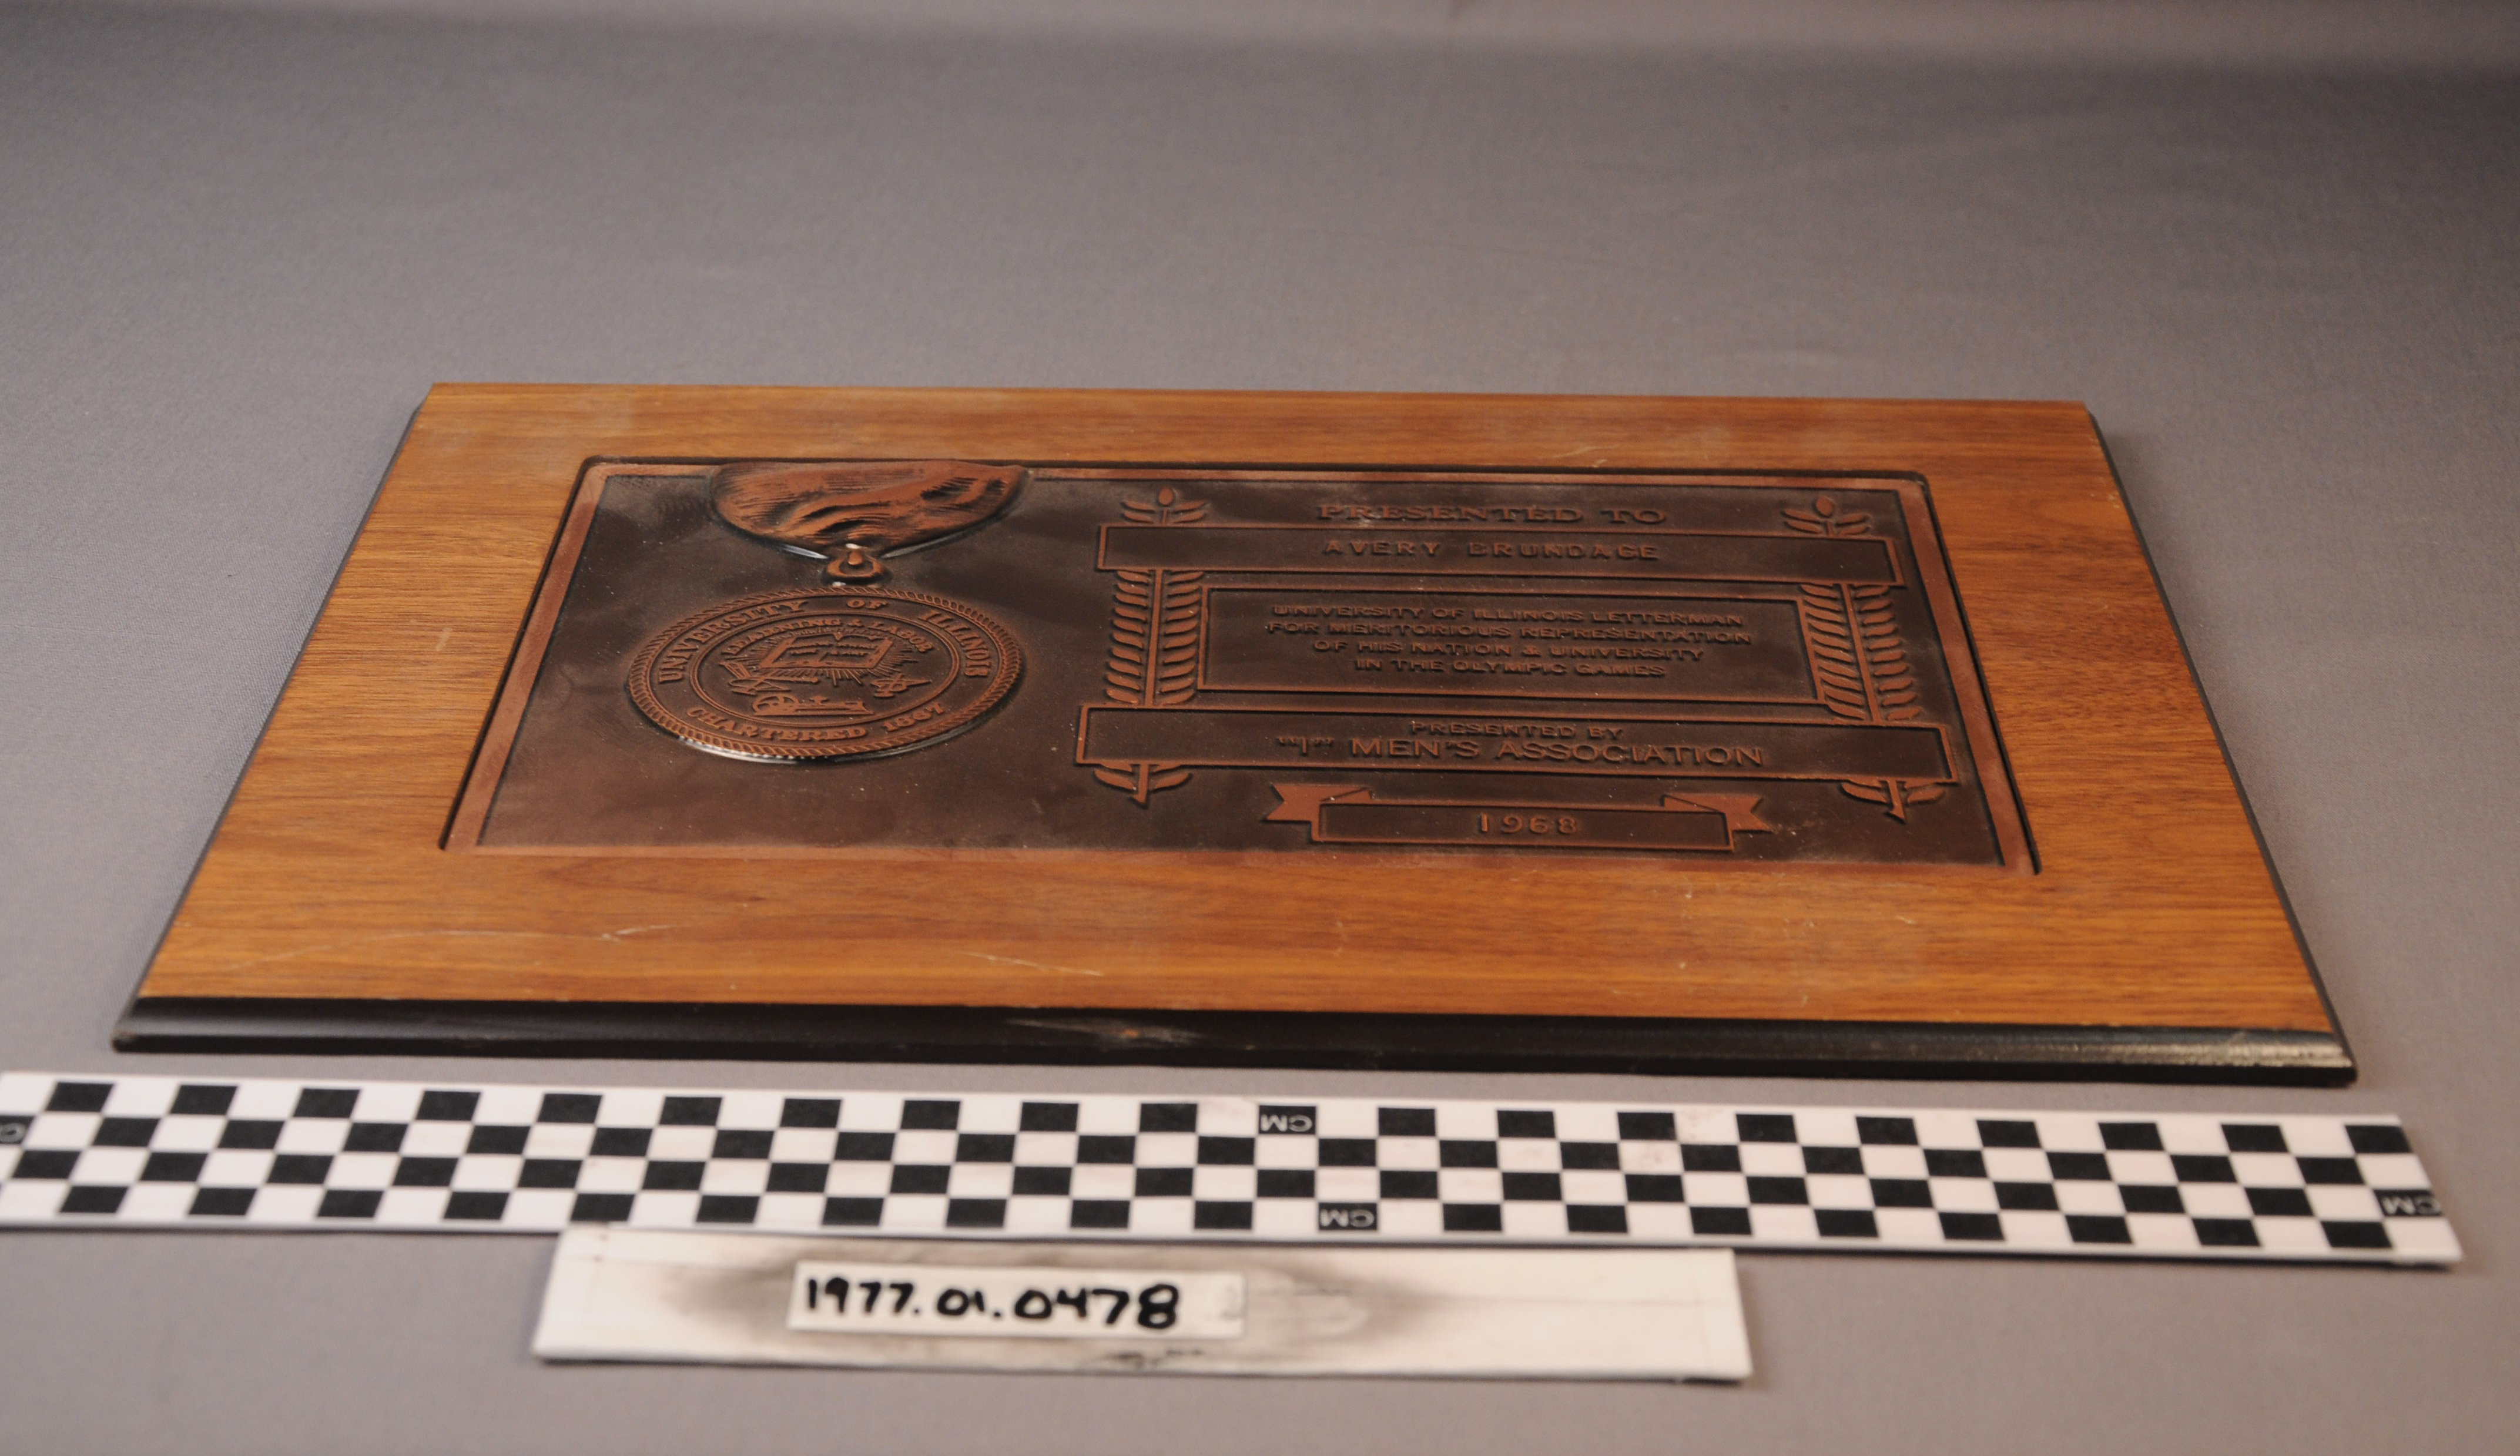 PRESENTED TO
AVERY BRUNDAGE
UNIVERSITY OF ILLINOIS LETTERMAN
FOR MERITORIOUS REPRESENTATION
OF HIS NATION & UNIVERSITY
IN THE OLYMPIC GAMES
PRESENTED BY
"I" MEN'S ASSOCIATION
1968
UNIVERSITY OF ILLINOIS
LEARNING & LABOR
CHARTERED 1867
CM
CM
CM
1977.01.0478